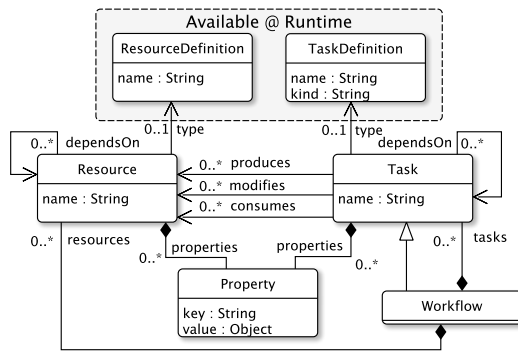 Available @ Runtime
ResourceDefinition
name : String
TaskDefinition
name : String
kind : String
0..1 type
0..1 type
0..* dependsOn
dependsOn 0..*
Resource
name : String
0..* produces
0..* modifies
0..* consumes
Task
name : String
0..* resources
properties
0..*
properties
0..*
0..* tasks
Property
key : String
value : Object
Workflow